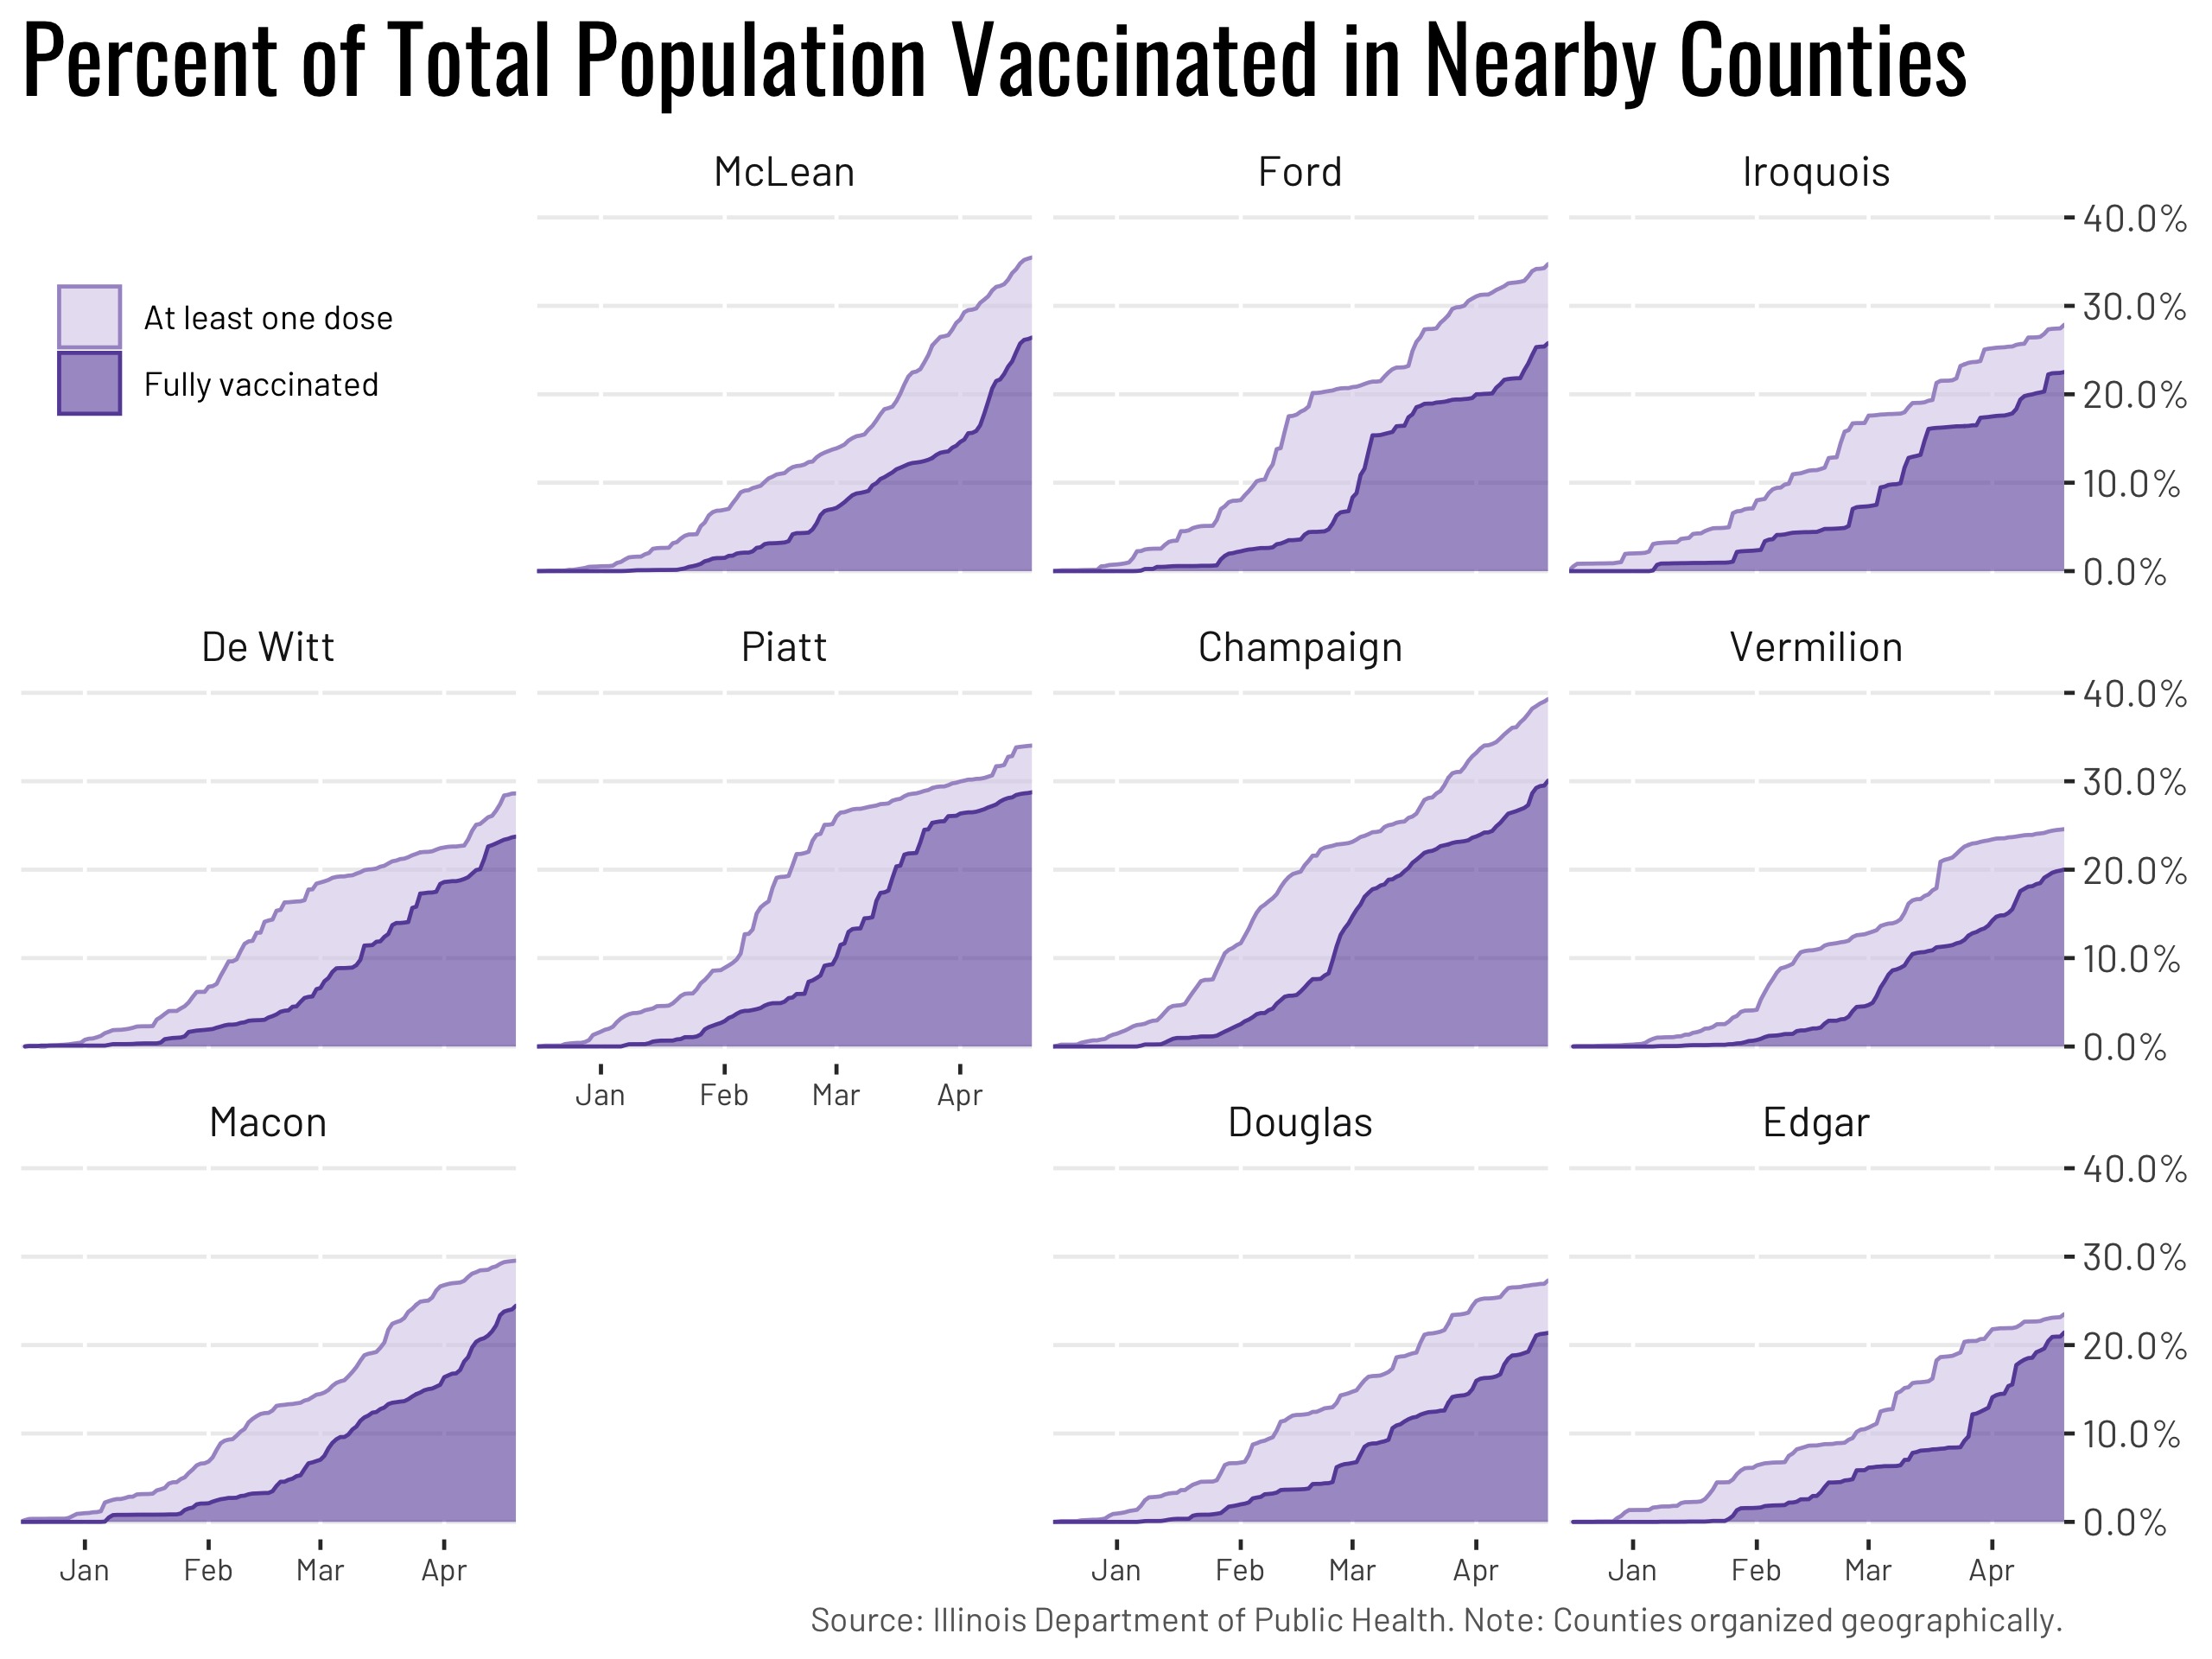 Percent of Total Population Vaccinated in Nearby Counties
McLean
Ford
Iroquois
At least one dose
Fully vaccinated
40.0%
30.0%
20.0%
10.0%
0.0%
De Witt
Piatt
Champaign
Vermilion
40.0%
30.0%
20.0%
10.0%
0.0%
Jan Feb Mar Apr
Macon
Douglas
Edgar
40.0%
30.0%
20.0%
10.0%
0.0%
Jan Feb Mar Apr
Jan Feb Mar Apr
Jan Feb Mar Apr
Source: Illinois Department of Public Health. Note: Counties organized geographically.